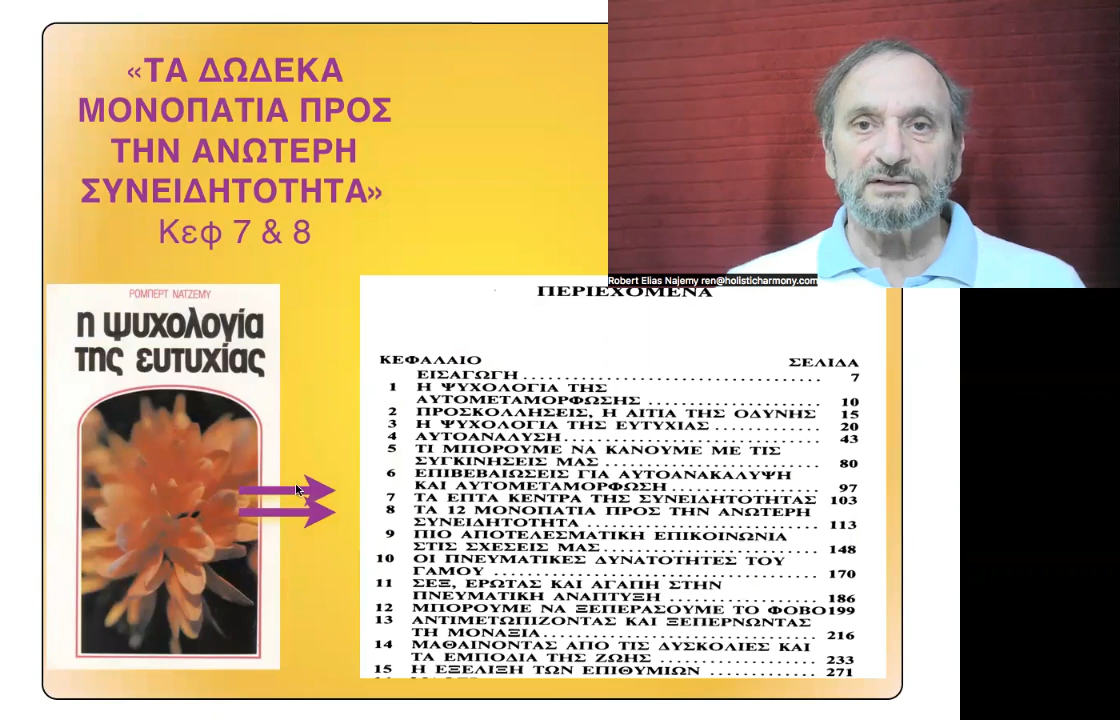 «ΤΑ ΔΩΔΕΚΑ
ΜΟΝΟΠΑΤΙΑ ΠΡΟΣ
ΤΗΝ ΑΝΩΤΕΡΗ
ΣΥΝΕΙΔΗΤΟΤΗΤΑ»
Κεφ 7 & 8
Robert Elias Najemy ren@holisticharmony.com
ΡΟΜΠΕΡΤ ΝΑΤΖΕΜΥ
η ψυχολογία
της ευτυχίας
ΠΕΡΙΕΧΟΜΕΝΑ
ΚΕΦΑΛΑΙΟ ΣΕΛΙΔΑ
ΕΙΣΑΓΩΓΗ 7
1 Η ΨΥΧΟΛΟΓΙΑ ΤΗΣ
ΑΥΤΟΜΕΤΑΜΟΡΦΩΣΗΣ 10
2 ΠΡΟΣΚΟΛΛΗΣΕΙΣ, Η ΑΙΤΙΑ ΤΗΣ ΟΔΥΝΗΣ 15
3 Η ΨΥΧΟΛΟΓΙΑ ΤΗΣ ΕΥΤΥΧΙΑΣ 20
4 ΑΥΤΟΑΝΑΛΥΣΗ 43
5 ΤΙ ΜΠΟΡΟΥΜΕ ΝΑ ΚΑΝΟΥΜΕ ΜΕ ΤΙΣ
ΣΥΓΚΙΝΗΣΕΙΣ ΜΑΣ 80
6 ΕΠΙΒΕΒΑΙΩΣΕΙΣ ΓΙΑ ΑΥΤΟΑΝΑΚΑΛΥΨΗ
ΚΑΙ ΑΥΤΟΜΕΤΑΜΟΡΦΩΣΗ 97
7 ΤΑ ΕΠΤΑ ΚΕΝΤΡΑ ΤΗΣ ΣΥΝΕΙΔΗΤΟΤΗΤΑΣ 103
8 ΤΑ 12 ΜΟΝΟΠΑΤΙΑ ΠΡΟΣ ΤΗΝ ΑΝΩΤΕΡΗ
ΣΥΝΕΙΔΗΤΟΤΗΤΑ 113
9 ΠΙΟ ΑΠΟΤΕΛΕΣΜΑΤΙΚΗ ΕΠΙΚΟΙΝΩΝΙΑ
ΣΤΙΣ ΣΧΕΣΕΙΣ ΜΑΣ 148
10 ΟΙ ΠΝΕΥΜΑΤΙΚΕΣ ΔΥΝΑΤΟΤΗΤΕΣ ΤΟΥ
ΓΑΜΟΥ 170
11 ΣΕΞ, ΕΡΩΤΑΣ ΚΑΙ ΑΓΑΠΗ ΣΤΗΝ
ΠΝΕΥΜΑΤΙΚΗ ΑΝΑΠΤΥΞΗ 186
12 ΜΠΟΡΟΥΜΕ ΝΑ ΞΕΠΕΡΑΣΟΥΜΕ ΤΟ ΦΟΒΟ199
13 ΑΝΤΙΜΕΤΩΠΙΖΟΝΤΑΣ ΚΑΙ ΞΕΠΕΡΝΩΝΤΑΣ
ΤΗ ΜΟΝΑΞΙΑ 216
14 ΜΑΘΑΙΝΟΝΤΑΣ ΑΠΟ ΤΙΣ ΔΥΣΚΟΛΙΕΣ ΚΑΙ
ΤΑ ΕΜΠΟΔΙΑ ΤΗΣ ΖΩΗΣ 233
15 Η ΕΞΕΛΙΞΗ ΤΩΝ ΕΠΙΘΥΜΙΩΝ 271